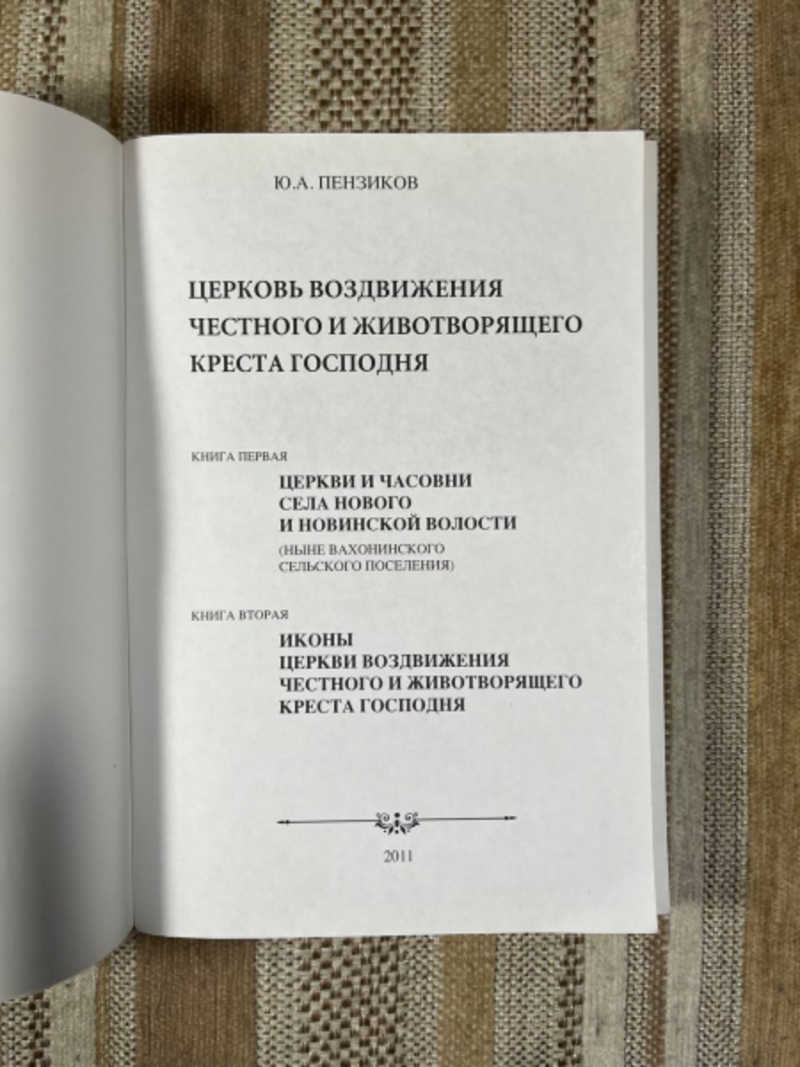 Ю.А. ПЕНЗИКОВ
ЦЕРКОВЬ ВОЗДВИЖЕНИЯ
ЧЕСТНОГО И ЖИВОТВОРЯЩЕГО
КРЕСТА ГОСПОДНЯ
КНИГА ПЕРВАЯ
ЦЕРКВИ И ЧАСОВНИ
СЕЛА НОВОГО
И НОВИНСКОЙ ВОЛОСТИ
(НЫНЕ ВАХОНИНСКОГО
СЕЛЬСКОГО ПОСЕЛЕНИЯ)
КНИГА ВТОРАЯ
ИКОНЫ
ЦЕРКВИ ВОЗДВИЖЕНИЯ
ЧЕСТНОГО И ЖИВОТВОРЯЩЕГО
КРЕСТА ГОСПОДНЯ
2011